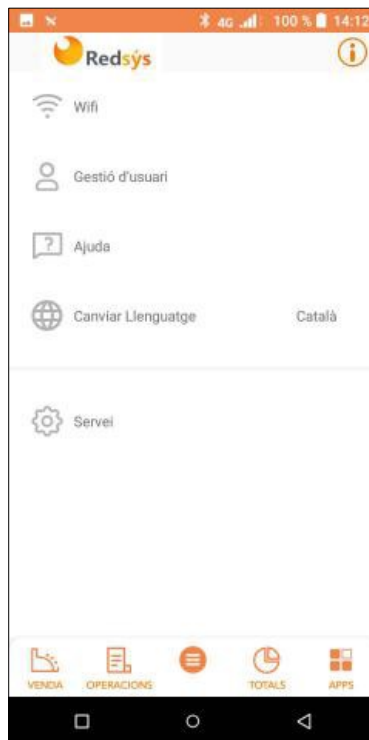 4G 100 % 14:12
Redsýs
Wifi
Gestió d'usuari
Ajuda
Canviar Llenguatge Català
Servei
VENDA OPERACIONS TOTALS APPS